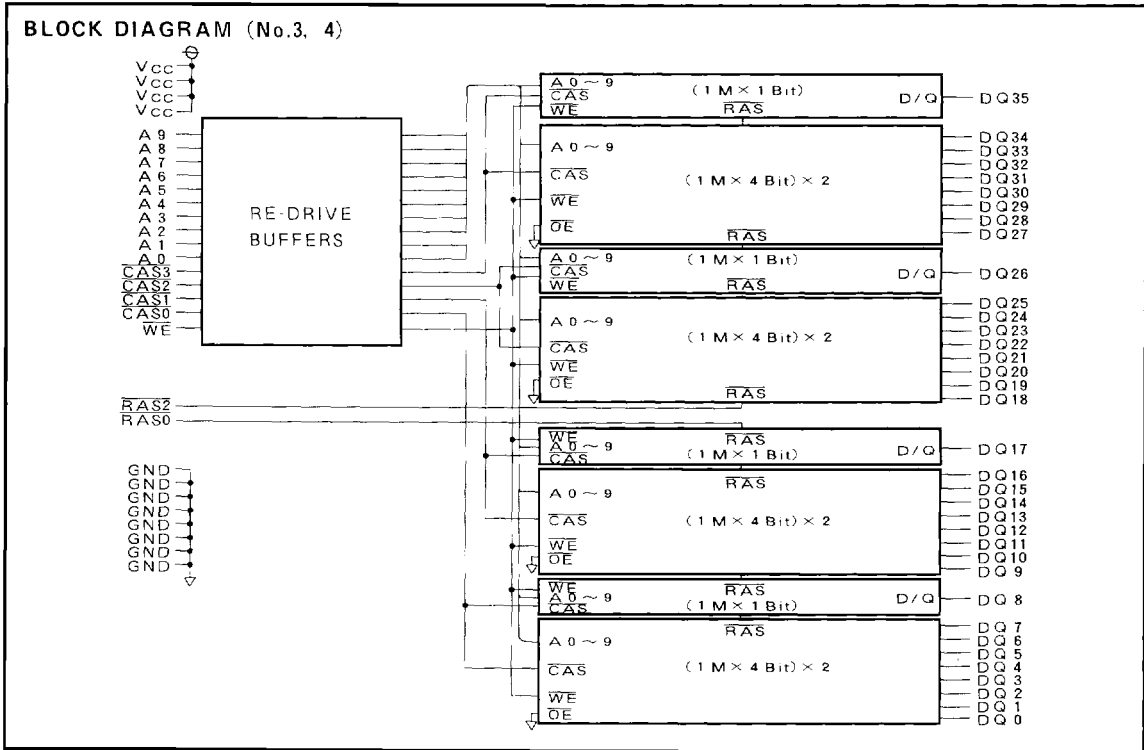 BLOCK DIAGRAM (No.3, 4)
VCC
VCC
VCC
VCC
A 9
A 8
A 7
A 6
A 5
A 4
A 3
A 2
A 1
A 0
CAS3
CAS2
CAS1
CAS0
WE
RE-DRIVE
BUFFERS
RAS2
RAS0
GND
GND
GND
GND
GND
GND
GND
GND
A 0 ~ 9
CAS
WE
(1 M × 1 Bit)
RAS
D/Q
DQ35
A 0 ~ 9
CAS
WE
OE
(1 M × 4 Bit) × 2
RAS
DQ34
DQ33
DQ32
DQ31
DQ30
DQ29
DQ28
DQ27
A 0 ~ 9
CAS
WE
(1 M × 1 Bit)
RAS
D/Q
DQ26
A 0 ~ 9
CAS
WE
OE
(1 M × 4 Bit) × 2
RAS
DQ25
DQ24
DQ23
DQ22
DQ21
DQ20
DQ19
DQ18
WE
A 0 ~ 9
CAS
RAS
(1 M × 1 Bit)
D/Q
DQ17
RAS
A 0 ~ 9
CAS
WE
OE
(1 M × 4 Bit) × 2
DQ16
DQ15
DQ14
DQ13
DQ12
DQ11
DQ10
DQ 9
WE
A 0 ~ 9
CAS
RAS
(1 M × 1 Bit)
D/Q
DQ 8
RAS
A 0 ~ 9
CAS
WE
OE
(1 M × 4 Bit) × 2
DQ 7
DQ 6
DQ 5
DQ 4
DQ 3
DQ 2
DQ 1
DQ 0